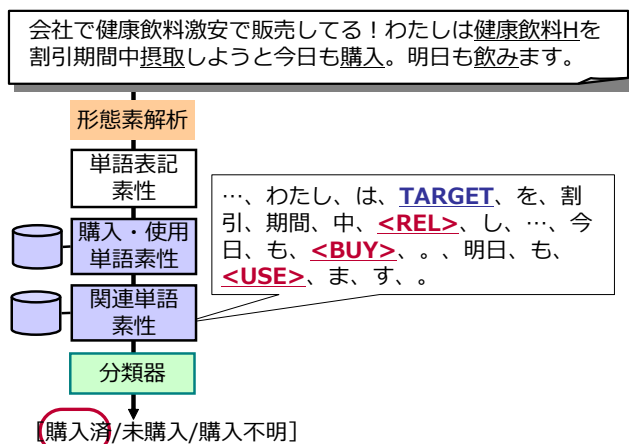 会社で健康飲料激安で販売してる！わたしは健康飲料Hを
割引期間中摂取しようと今日も購入。明日も飲みます。
形態素解析
単語表記
素性
購入・使用
単語素性
関連単語
素性
…、わたし、は、TARGET、を、割
引、期間、中、<REL>、し、…、今
日、も、<BUY>、。、明日、も、
<USE>、ま、す、。
分類器
[購入済/未購入/購入不明]